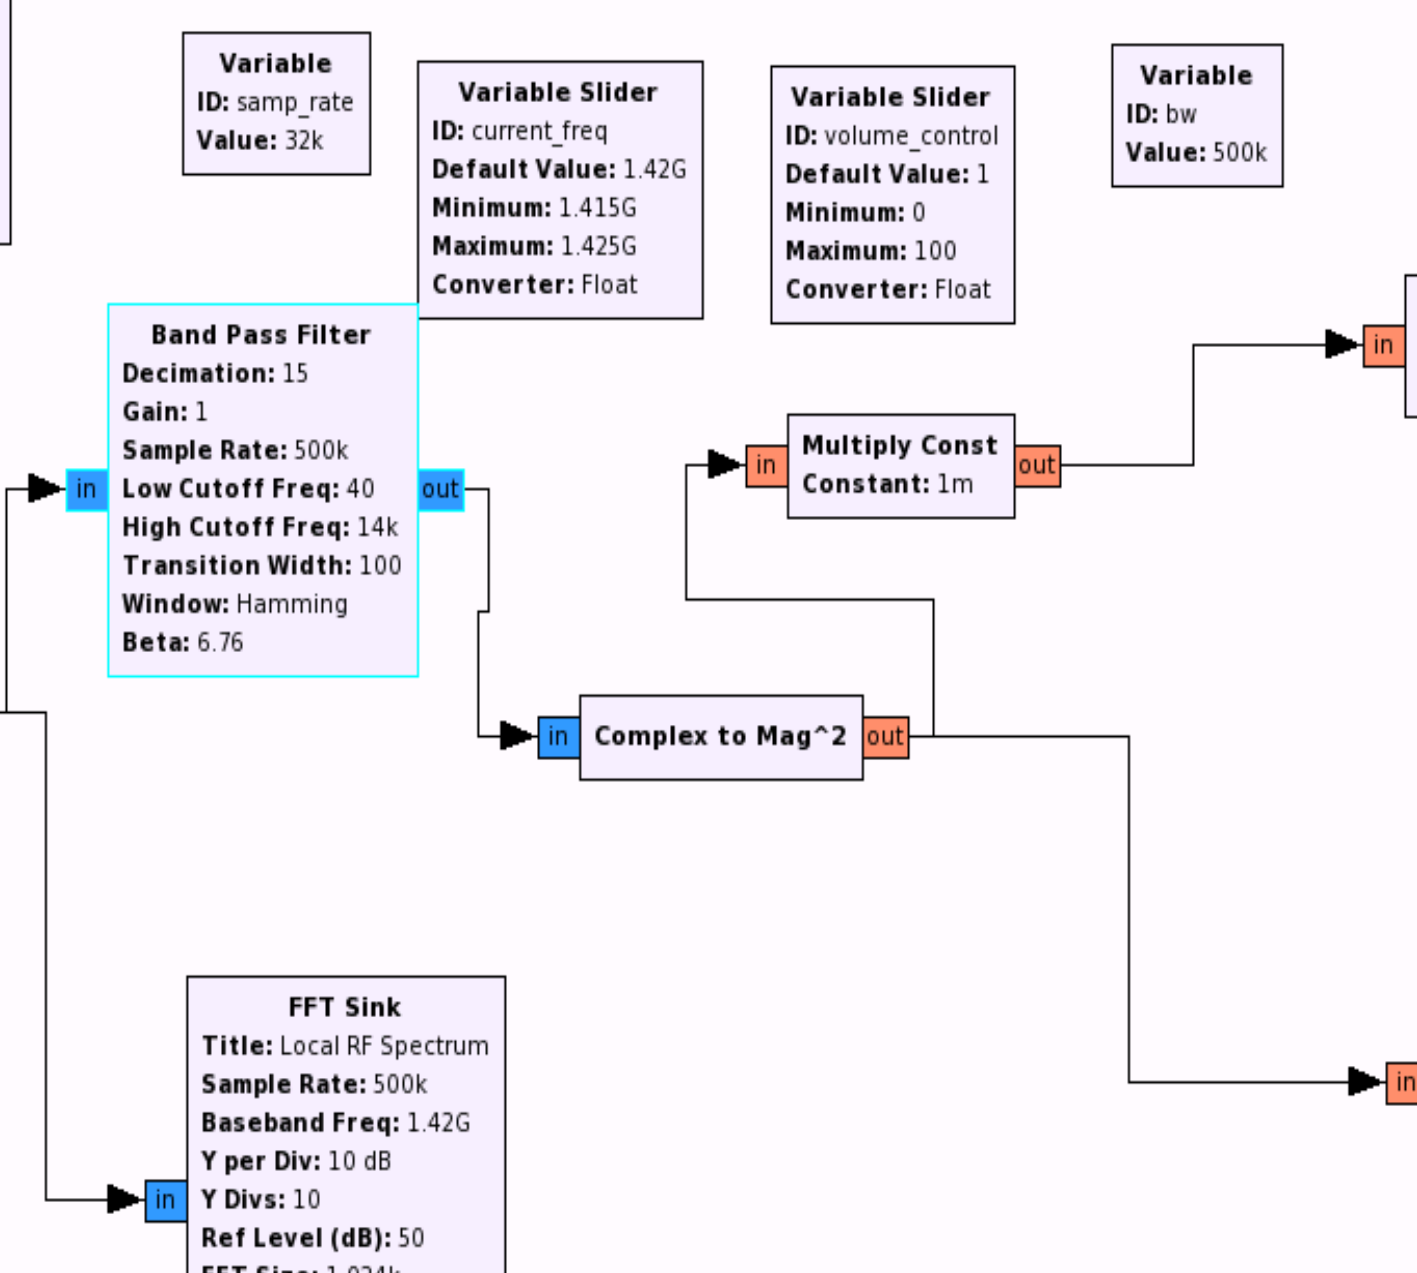 Variable
ID: samp_rate
Value: 32k
Variable Slider
ID: current_freq
Default Value: 1.42G
Minimum: 1.415G
Maximum: 1.425G
Converter: Float
Variable Slider
ID: volume_control
Default Value: 1
Minimum: 0
Maximum: 100
Converter: Float
Variable
ID: bw
Value: 500k
in
Band Pass Filter
Decimation: 15
Gain: 1
Sample Rate: 500k
Low Cutoff Freq: 40
High Cutoff Freq: 14k
Transition Width: 100
Window: Hamming
Beta: 6.76
out
in
Multiply Const
Constant: 1m
out
in
in
Complex to Mag^2
out
in
in
FFT Sink
Title: Local RF Spectrum
Sample Rate: 500k
Baseband Freq: 1.42G
Y per Div: 10 dB
Y Divs: 10
Ref Level (dB): 50
FFT Size: 1.024k